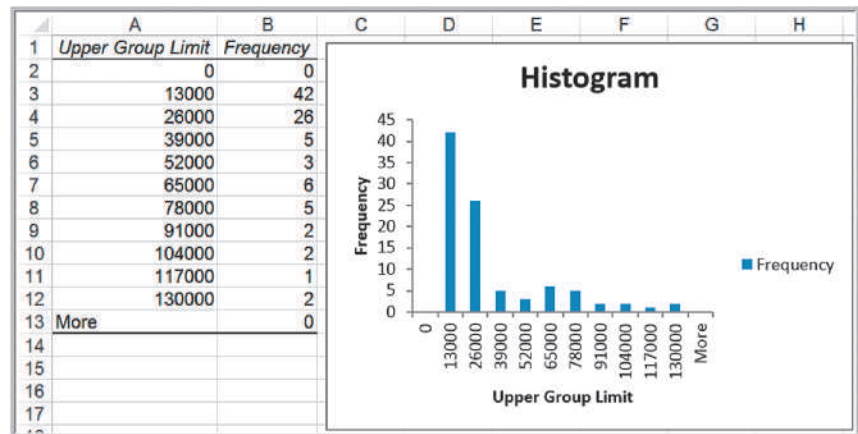 A B C D E F G H
1 Upper Group Limit Frequency
2 0 0
3 13000 42
4 26000 26
5 39000 5
6 52000 3
7 65000 6
8 78000 5
9 91000 2
10 104000 2
11 117000 1
12 130000 2
13 More 0
14
15
16
17
Histogram
Frequency
45
40
35
30
25
20
15
10
5
0
0 13000 26000 39000 52000 65000 78000 91000 104000 117000 130000 More
Upper Group Limit
Frequency